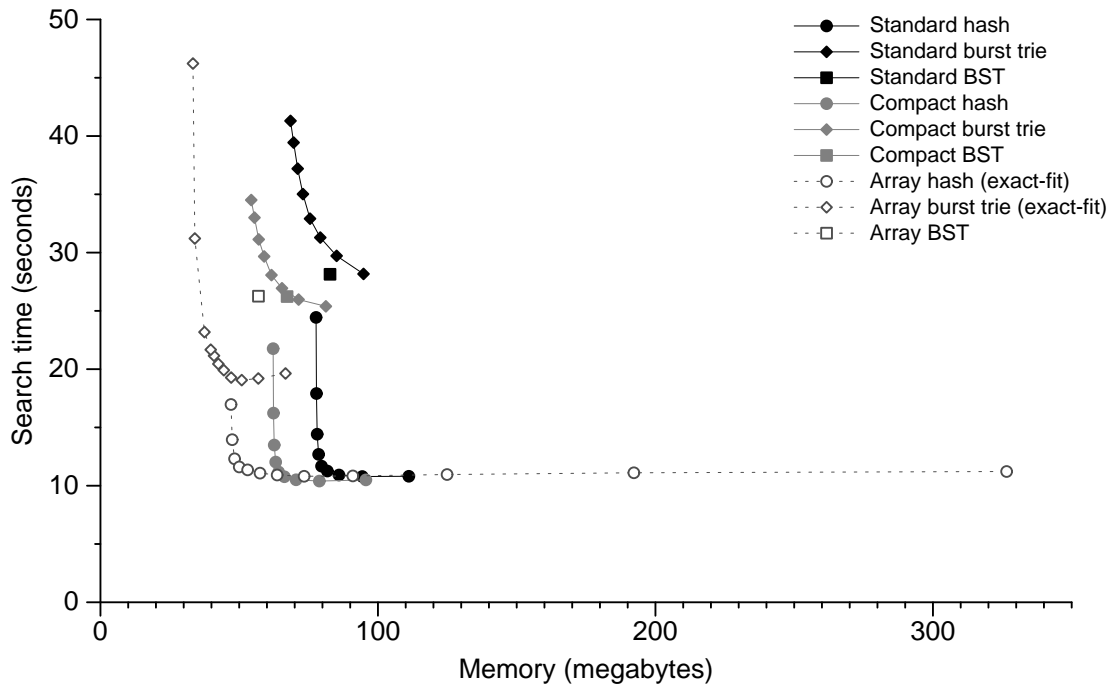 50
40
30
20
10
0
0
100
200
300
Search time (seconds)
Memory (megabytes)
Standard hash
Standard burst trie
Standard BST
Compact hash
Compact burst trie
Compact BST
Array hash (exact-fit)
Array burst trie (exact-fit)
Array BST